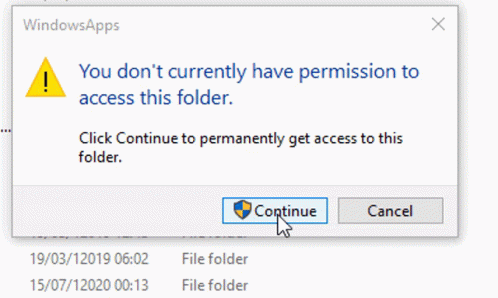 WindowsApps
You don't currently have permission to
access this folder.
...
Click Continue to permanently get access to this
folder.
Continue
Cancel
19/03/12019 06:02 File folder
15/07/12020 00:13 File folder